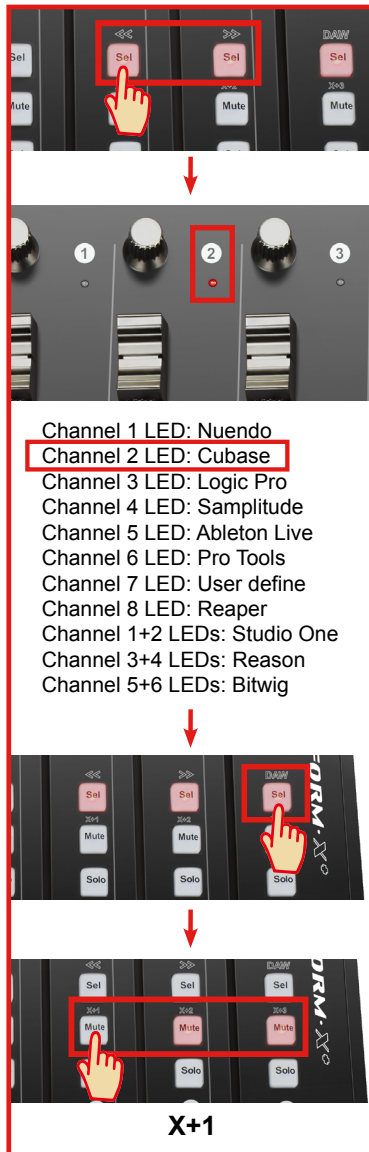 << >> DAW
Sel Sel Sel Sel
X+2 X+3
Mute Mute Mute
1 2 3
Channel 1 LED: Nuendo
Channel 2 LED: Cubase
Channel 3 LED: Logic Pro
Channel 4 LED: Samplitude
Channel 5 LED: Ableton Live
Channel 6 LED: Pro Tools
Channel 7 LED: User define
Channel 8 LED: Reaper
Channel 1+2 LEDs: Studio One
Channel 3+4 LEDs: Reason
Channel 5+6 LEDs: Bitwig
<< >> DAW
Sel Sel Sel
X+1 X+2
Mute Mute
Solo Solo Solo
FORM·X
<< >> DAW
Sel Sel Sel
X+1 X+2 X+3
Mute Mute Mute
Solo Solo
ORM·X
X+1